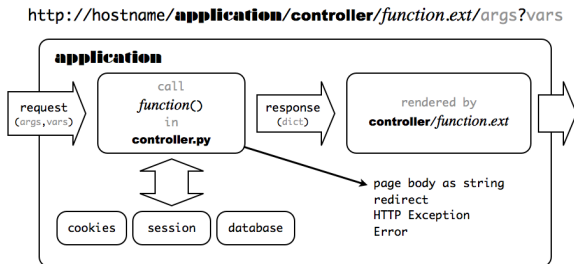 http://hostname/application/controller/function.ext/args?vars
application
request
(args,vars)
call
function()
in
controller.py
response
(dict)
rendered by
controller/function.ext
page body as string
redirect
HTTP Exception
Error
cookies
session
database